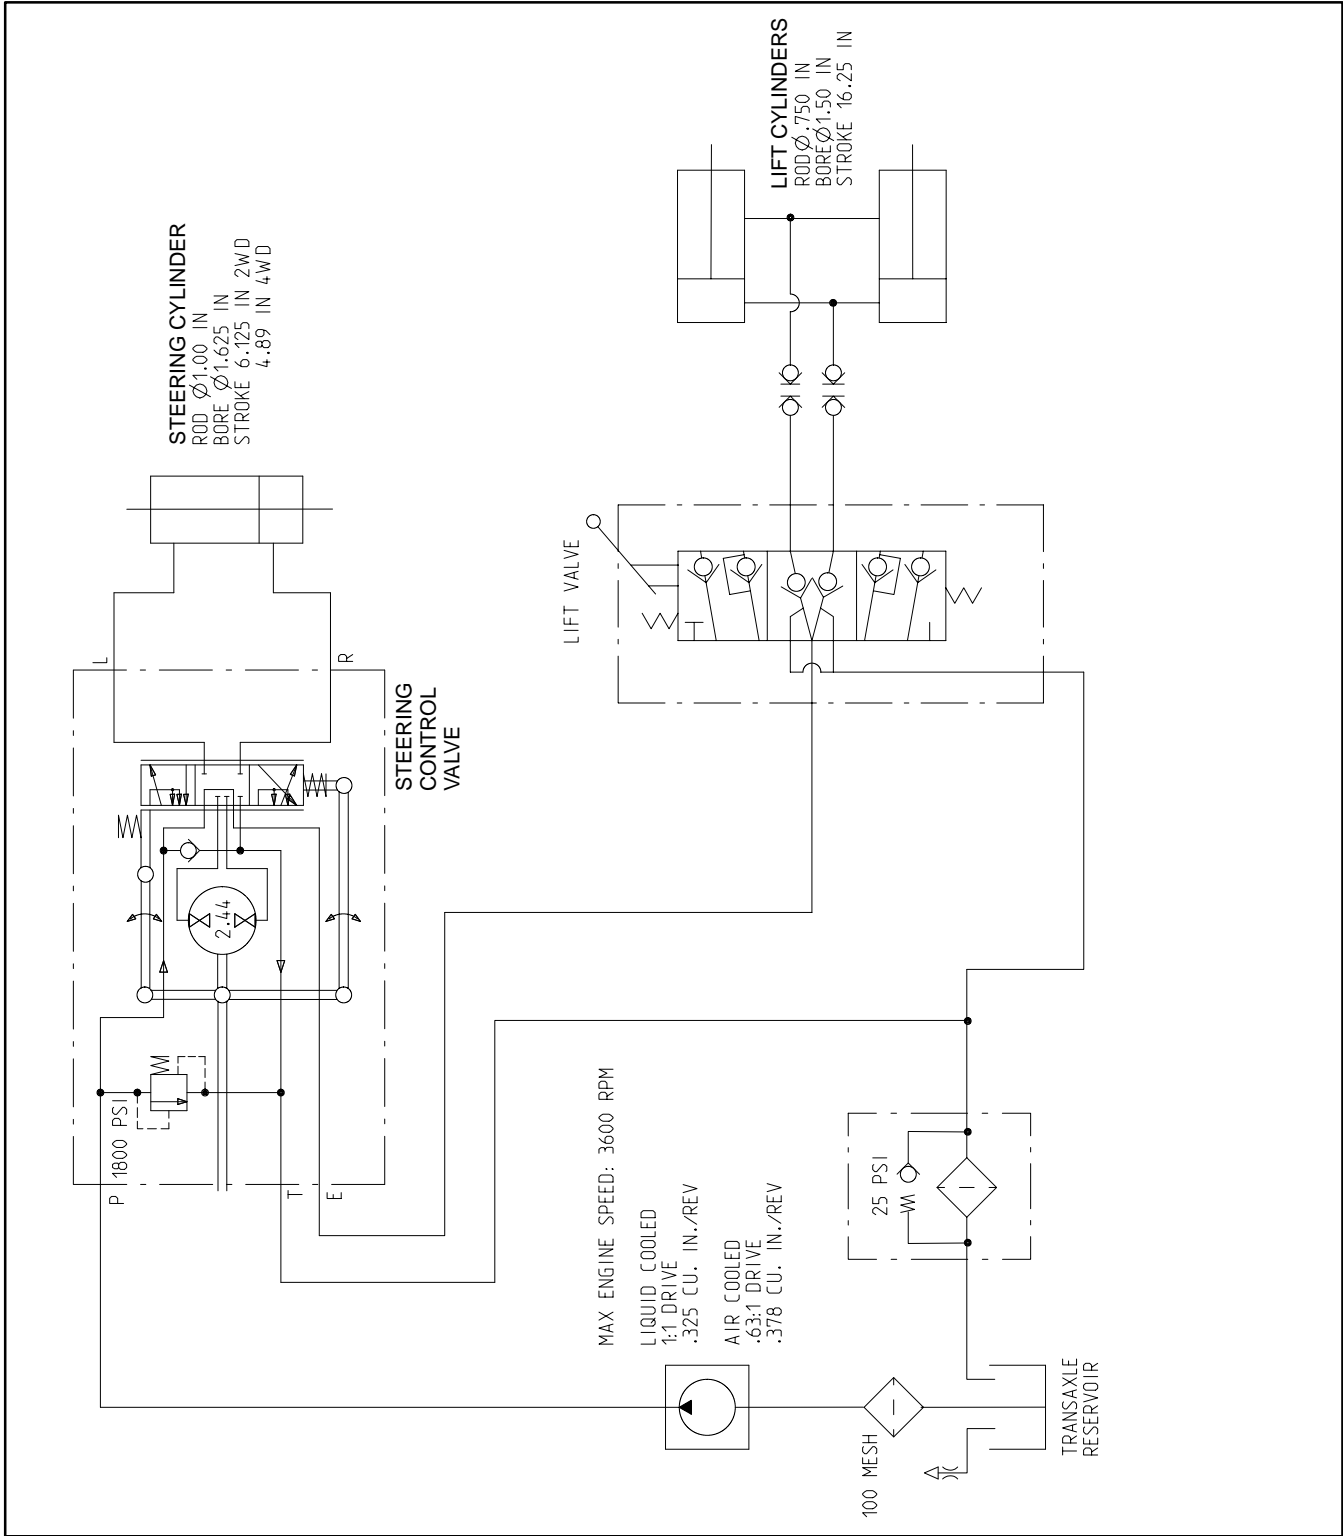 STEERING CYLINDER
ROD Ø1.00 IN
BORE Ø1.625 IN
STROKE 6.125 IN 2WD
4.89 IN 4WD
LIFT CYLINDERS
RODØ.750 IN
BOREØ1.50 IN
STROKE 16.25 IN
L
R
STEERING
CONTROL
VALVE
LIFT VALVE
2.44
P
1800 PSI
T
E
MAX ENGINE SPEED: 3600 RPM
LIQUID COOLED
1:1 DRIVE
.325 CU. IN./REV
AIR COOLED
.63:1 DRIVE
.378 CU. IN./REV
25 PSI
100 MESH
TRANSAXLE
RESERVOIR